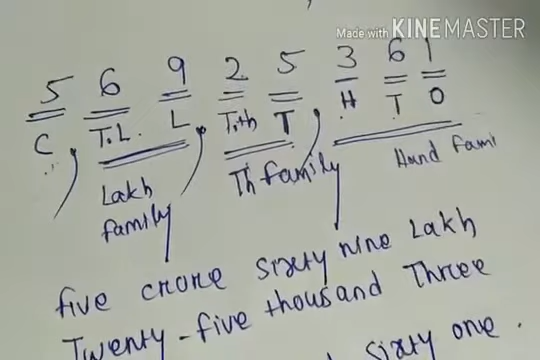 Made with KINEMASTER
5 6 9 2 5 3 6 1
C T.L. L T.th T H T O
Lakh Th family Hund Fami
family
five crore sixty nine Lakh
Twenty-five thousand Three
sixty one.